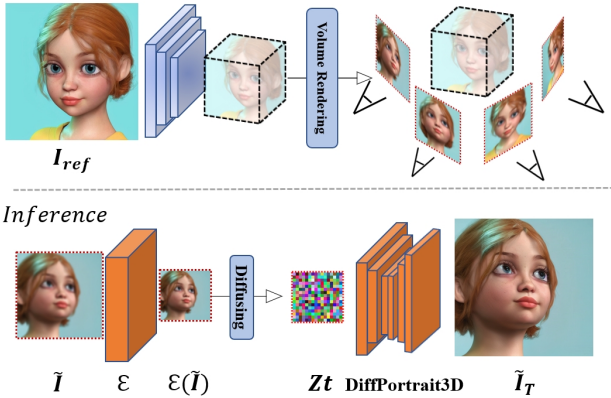 Volume Rendering
I_ref
Inference
Diffusing
Ĩ
ℰ
ℰ(Ĩ)
Zt
DiffPortrait3D
Ĩ_T